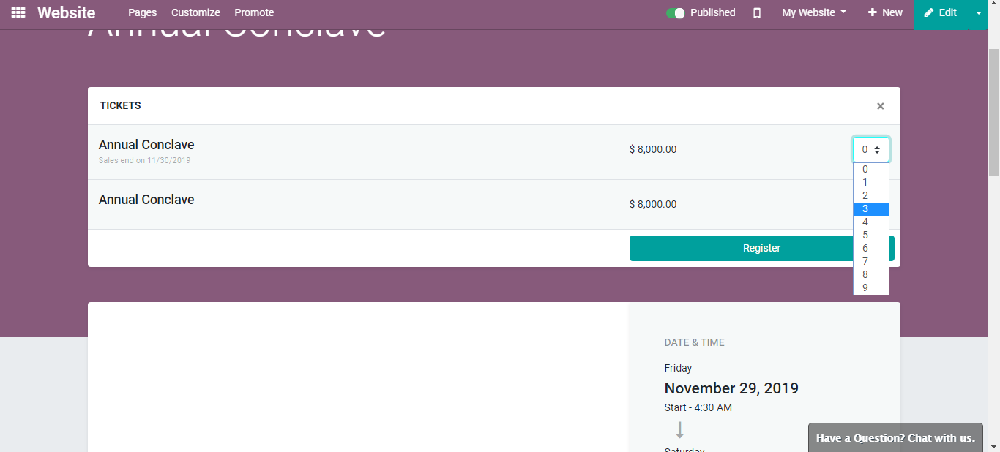 Website Pages Customize Promote Published My Website New Edit
Annual Conclave
TICKETS ×
Annual Conclave $ 8,000.00 0
Sales end on 11/30/2019
0
1
2
3
4
5
6
7
8
9
Annual Conclave $ 8,000.00
Register
DATE & TIME
Friday
November 29, 2019
Start - 4:30 AM
Saturday
Have a Question? Chat with us.